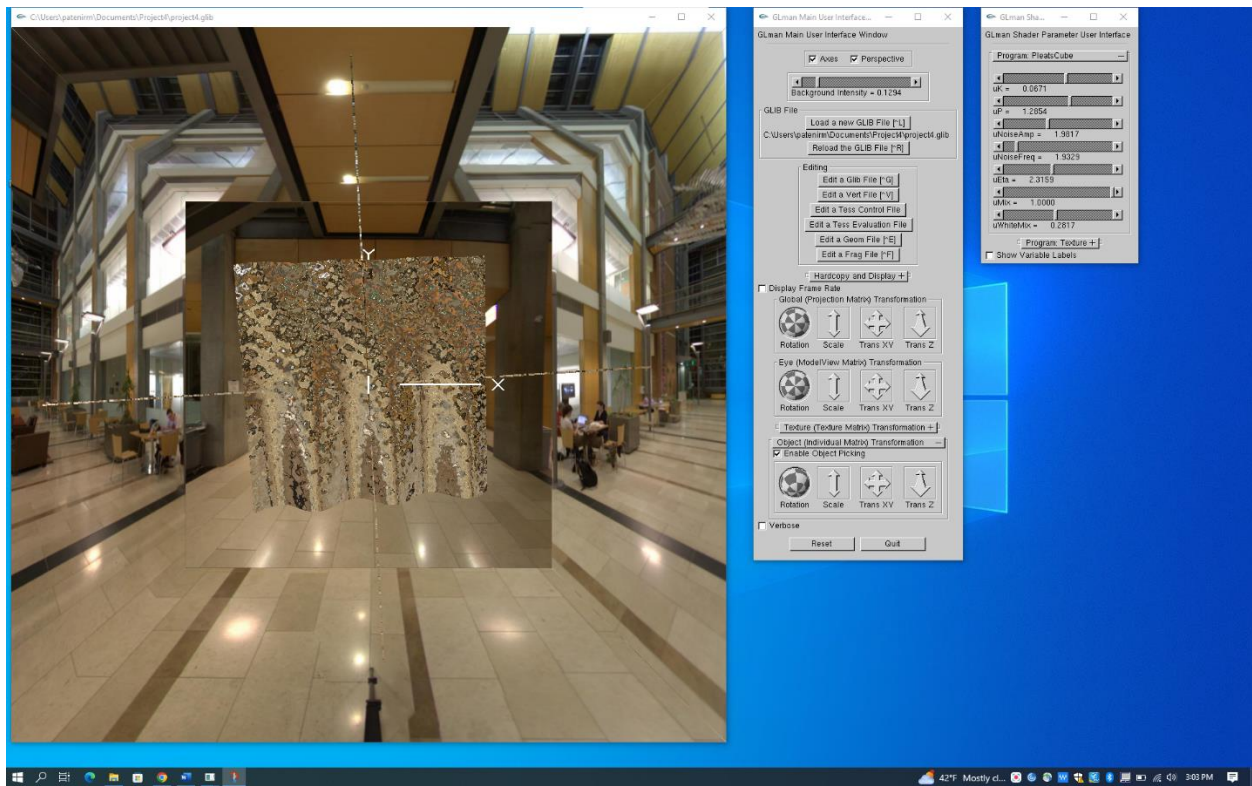 C:\Users\patenirm\Documents\Project4\project4.glib
Y
X
GLman Main User Interface...
GLman Main User Interface Window
Axes
Perspective
Background Intensity = 0.1294
GLIB File
Load a new GLIB File [^L]
C:\Users\patenirm\Documents\Project4\project4.glib
Reload the GLIB File [^R]
Editing
Edit a Glib File [^G]
Edit a Vert File [^V]
Edit a Tess Control File
Edit a Tess Evaluation File
Edit a Geom File [^E]
Edit a Frag File [^F]
Hardcopy and Display +
Display Frame Rate
Global (Projection Matrix) Transformation
Rotation Scale Trans XY Trans Z
Eye (ModelView Matrix) Transformation
Rotation Scale Trans XY Trans Z
Texture (Texture Matrix) Transformation +
Object (Individual Matrix) Transformation –
Enable Object Picking
Rotation Scale Trans XY Trans Z
Verbose
Reset Quit
GLman Sha...
GLman Shader Parameter User Interface
Program: PleatsCube –
uK = 0.0671
uP = 1.2854
uNoiseAmp = 1.9817
uNoiseFreq = 1.9329
uEta = 2.3159
uMix = 1.0000
uWhiteMix = 0.2817
Program: Texture +
Show Variable Labels
42°F Mostly cl... 3:03 PM